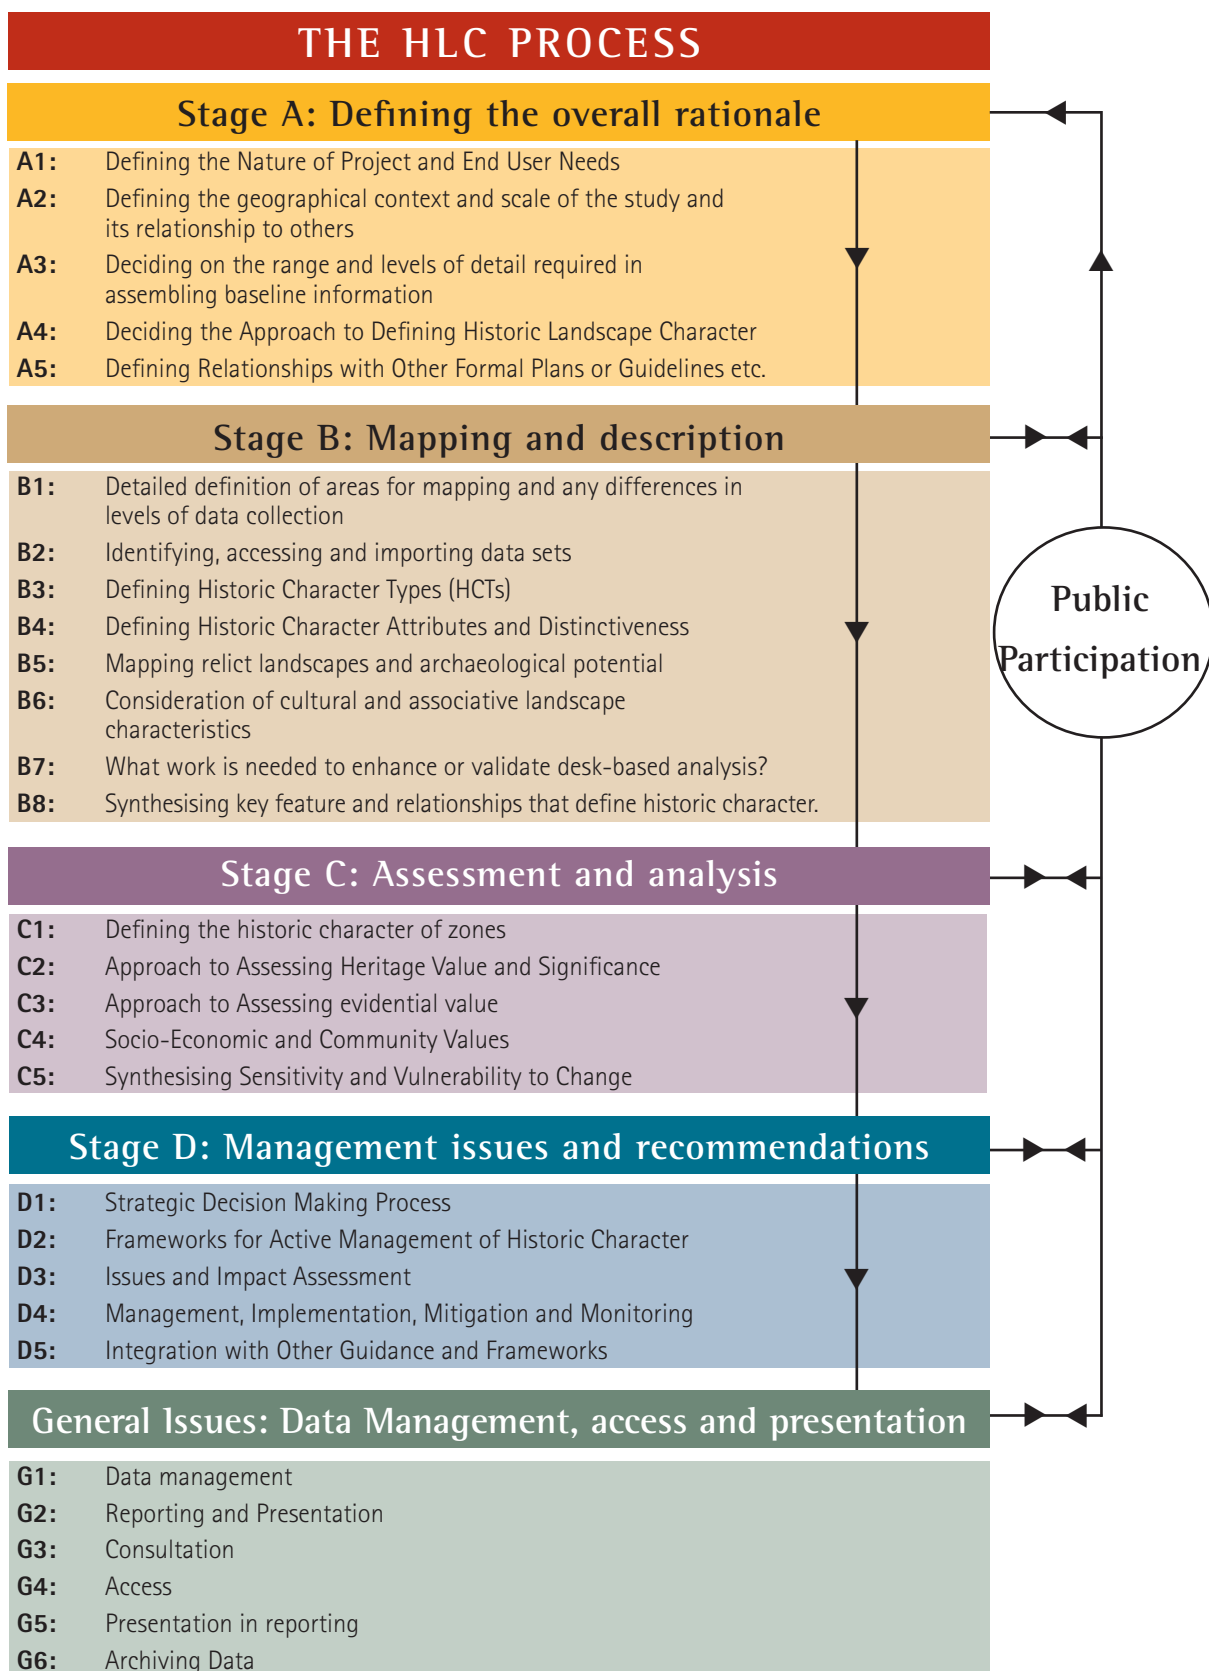 THE HLC PROCESS
Stage A: Defining the overall rationale
A1: Defining the Nature of Project and End User Needs
A2: Defining the geographical context and scale of the study and
its relationship to others
A3: Deciding on the range and levels of detail required in
assembling baseline information
A4: Deciding the Approach to Defining Historic Landscape Character
A5: Defining Relationships with Other Formal Plans or Guidelines etc.
Stage B: Mapping and description
B1: Detailed definition of areas for mapping and any differences in
levels of data collection
B2: Identifying, accessing and importing data sets
B3: Defining Historic Character Types (HCTs)
B4: Defining Historic Character Attributes and Distinctiveness
B5: Mapping relict landscapes and archaeological potential
B6: Consideration of cultural and associative landscape
characteristics
B7: What work is needed to enhance or validate desk-based analysis?
B8: Synthesising key feature and relationships that define historic character.
Public
Participation
Stage C: Assessment and analysis
C1: Defining the historic character of zones
C2: Approach to Assessing Heritage Value and Significance
C3: Approach to Assessing evidential value
C4: Socio-Economic and Community Values
C5: Synthesising Sensitivity and Vulnerability to Change
Stage D: Management issues and recommendations
D1: Strategic Decision Making Process
D2: Frameworks for Active Management of Historic Character
D3: Issues and Impact Assessment
D4: Management, Implementation, Mitigation and Monitoring
D5: Integration with Other Guidance and Frameworks
General Issues: Data Management, access and presentation
G1: Data management
G2: Reporting and Presentation
G3: Consultation
G4: Access
G5: Presentation in reporting
G6: Archiving Data